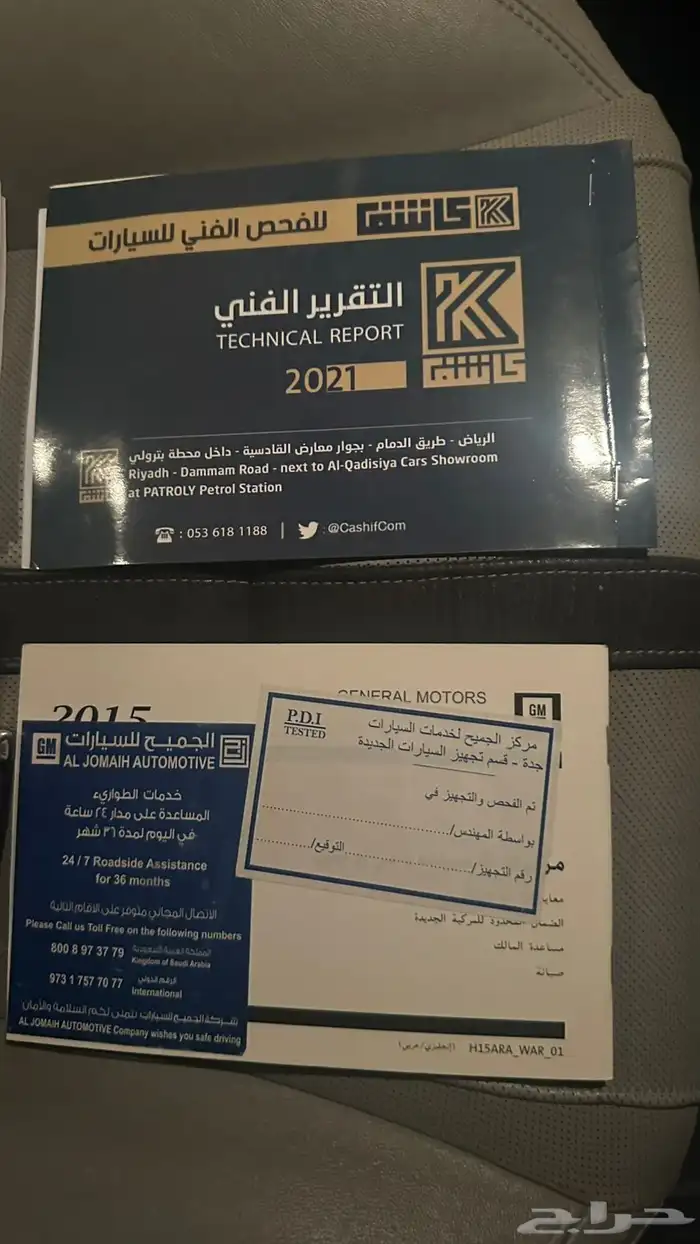 كاشف للفحص الفني للسيارات
التقرير الفني
TECHNICAL REPORT
كاشف
2021
الرياض - طريق الدمام - بجوار معارض القادسية - داخل محطة بترولي
Riyadh - Dammam Road - next to Al-Qadisiya Cars Showroom
at PATROLY Petrol Station
: 053 618 1188 | : @CashifCom
GENERAL MOTORS
GM
2015
GM الجميح للسيارات
AL JOMAIH AUTOMOTIVE
خدمات الطواريء
المساعدة على مدار ٢٤ ساعة
في اليوم لمدة ٣٦ شهر
24 / 7 Roadside Assistance
for 36 months
الاتصال المجاني متوفر على الأرقام التالية
Please Call us Toll Free on the following numbers
800 8 97 37 79 المملكة العربية السعودية
Kingdom of Saudi Arabia
973 1 757 70 77 الرقم الدولي
International
شركة الجميح للسيارات تتمنى لكم السلامة والأمان
AL JOMAIH AUTOMOTIVE Company wishes you safe driving
P.D.I
TESTED
مركز الجميح لخدمات السيارات
جدة - قسم تجهيز السيارات الجديدة
تم الفحص والتجهيز في
بواسطة المهندس/
رقم التجهيز/ التوقيع/
الضمان المحدود للمركبة الجديدة
مساعدة المالك
صيانة
H15ARA_WAR_01 (إنجليزي/عربي)
حراج